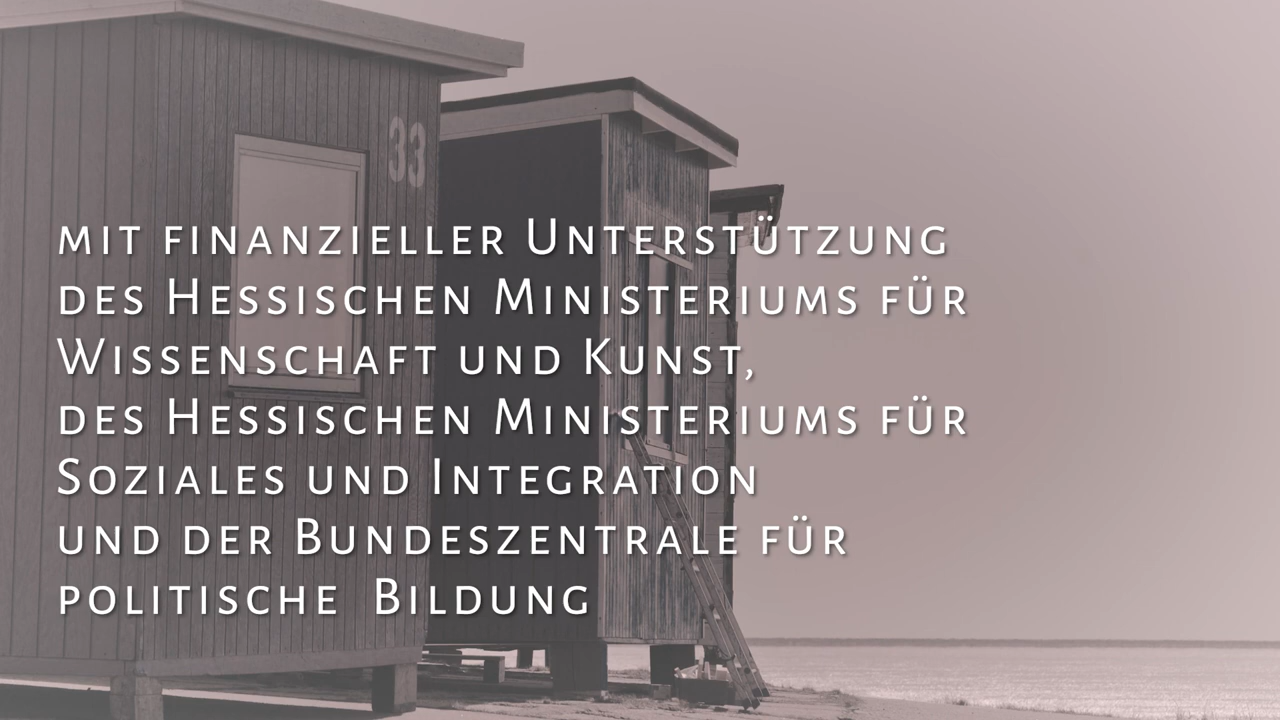 33
mit finanzieller Unterstützung
des Hessischen Ministeriums für
Wissenschaft und Kunst,
des Hessischen Ministeriums für
Soziales und Integration
und der Bundeszentrale für
politische Bildung